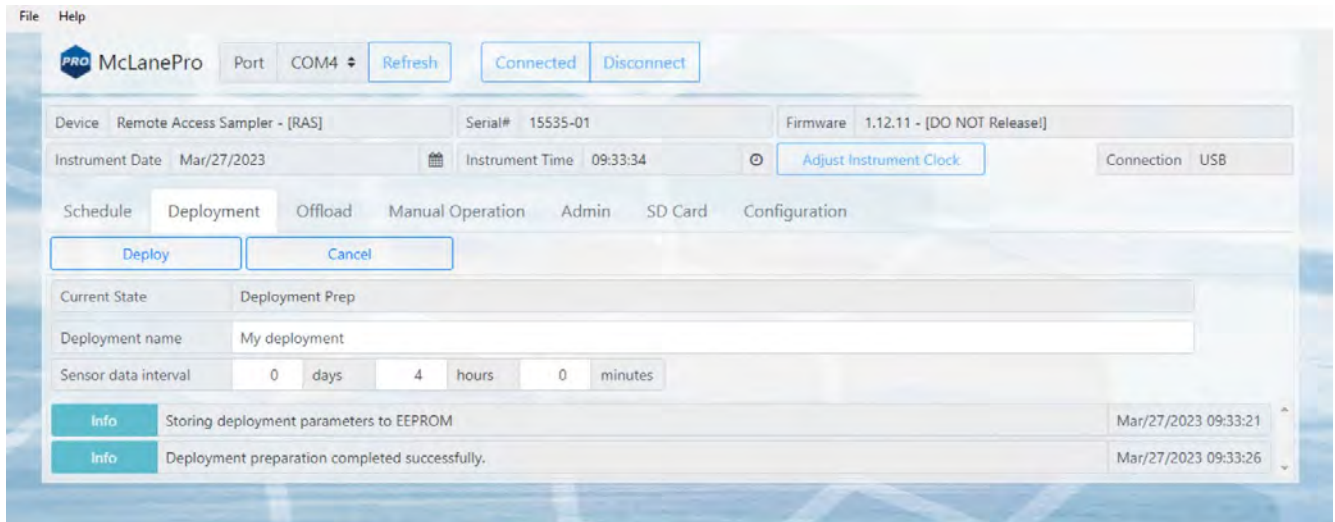 File Help
PRO McLanePro Port COM4 Refresh Connected Disconnect
Device Remote Access Sampler - [RAS] Serial# 15535-01 Firmware 1.12.11 - [DO NOT Release!]
Instrument Date Mar/27/2023 Instrument Time 09:33:34 Adjust Instrument Clock Connection USB
Schedule Deployment Offload Manual Operation Admin SD Card Configuration
Deploy Cancel
Current State Deployment Prep
Deployment name My deployment
Sensor data interval 0 days 4 hours 0 minutes
Info Storing deployment parameters to EEPROM Mar/27/2023 09:33:21
Info Deployment preparation completed successfully. Mar/27/2023 09:33:26